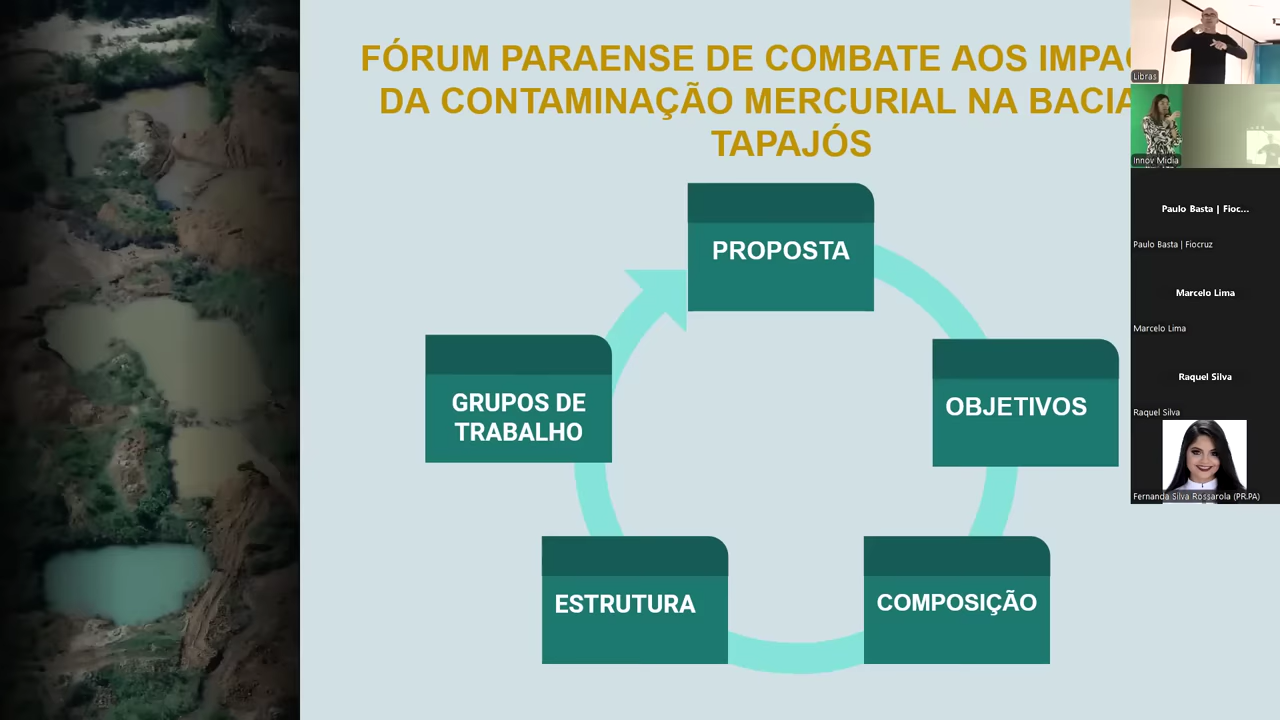 FÓRUM PARAENSE DE COMBATE AOS IMPAC
DA CONTAMINAÇÃO MERCURIAL NA BACIA
TAPAJÓS
PROPOSTA
OBJETIVOS
COMPOSIÇÃO
ESTRUTURA
GRUPOS DE
TRABALHO
Libras
Innov Midia
Paulo Basta | Fioc...
Paulo Basta | Fiocruz
Marcelo Lima
Marcelo Lima
Raquel Silva
Raquel Silva
Fernanda Silva Rossarola (PR.PA)